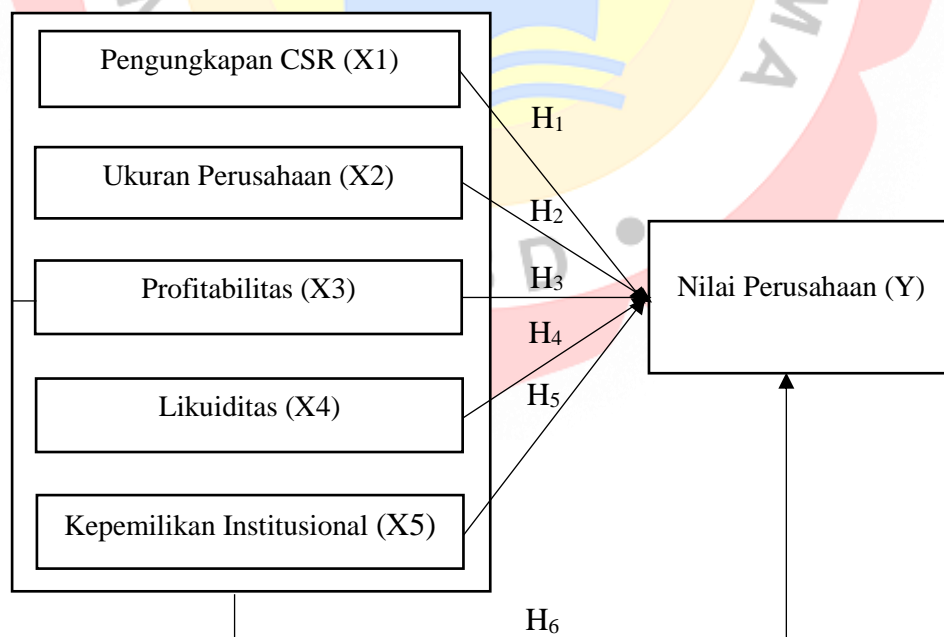 Pengungkapan CSR (X1)
H₁
Ukuran Perusahaan (X2)
H₂
Profitabilitas (X3)
H₃
Nilai Perusahaan (Y)
H₄
Likuiditas (X4)
H₅
Kepemilikan Institusional (X5)
H₆